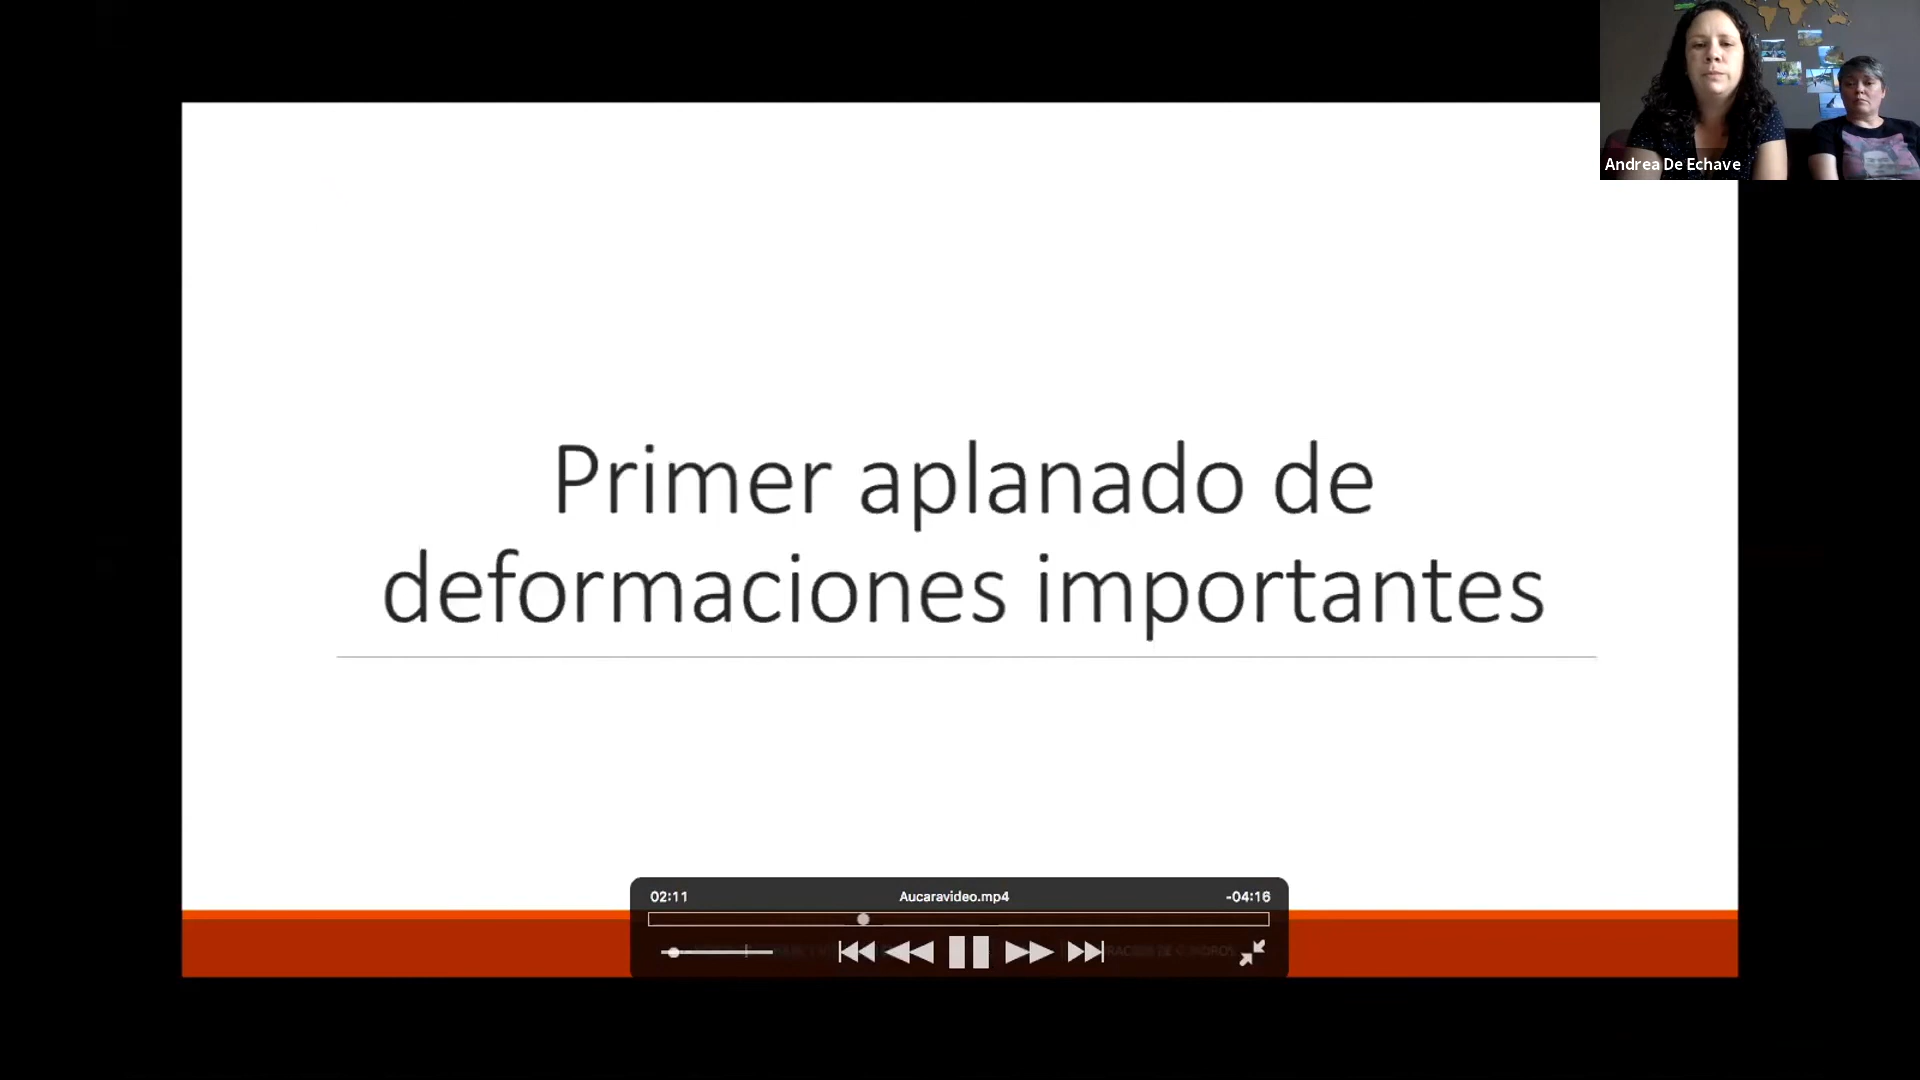 Andrea De Echave
Primer aplanado de
deformaciones importantes
02:11
Aucaravideo.mp4
-04:16